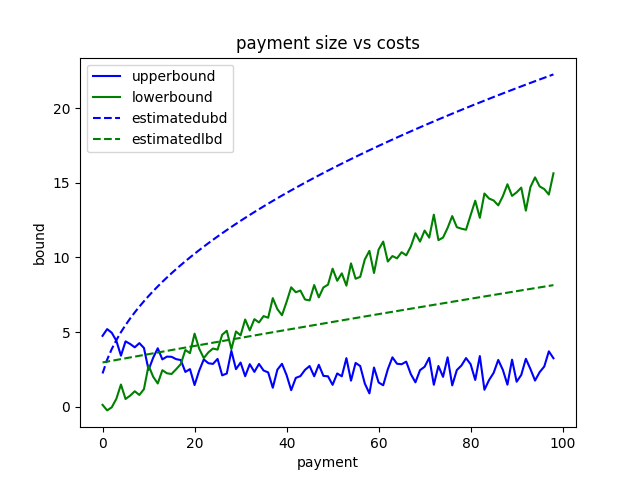 payment size vs costs
upperbound
lowerbound
estimatedubd
estimatedlbd
bound
20
15
10
5
0
0 20 40 60 80 100
payment